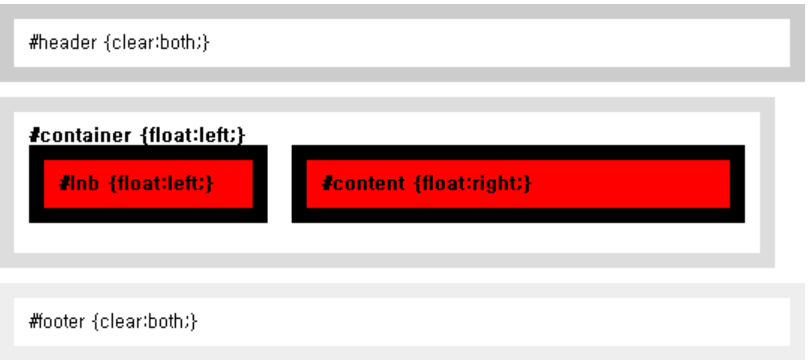 #header {clear:both;}
#container {float:left;}
#lnb {float:left;}
#content {float:right;}
#footer {clear:both;}